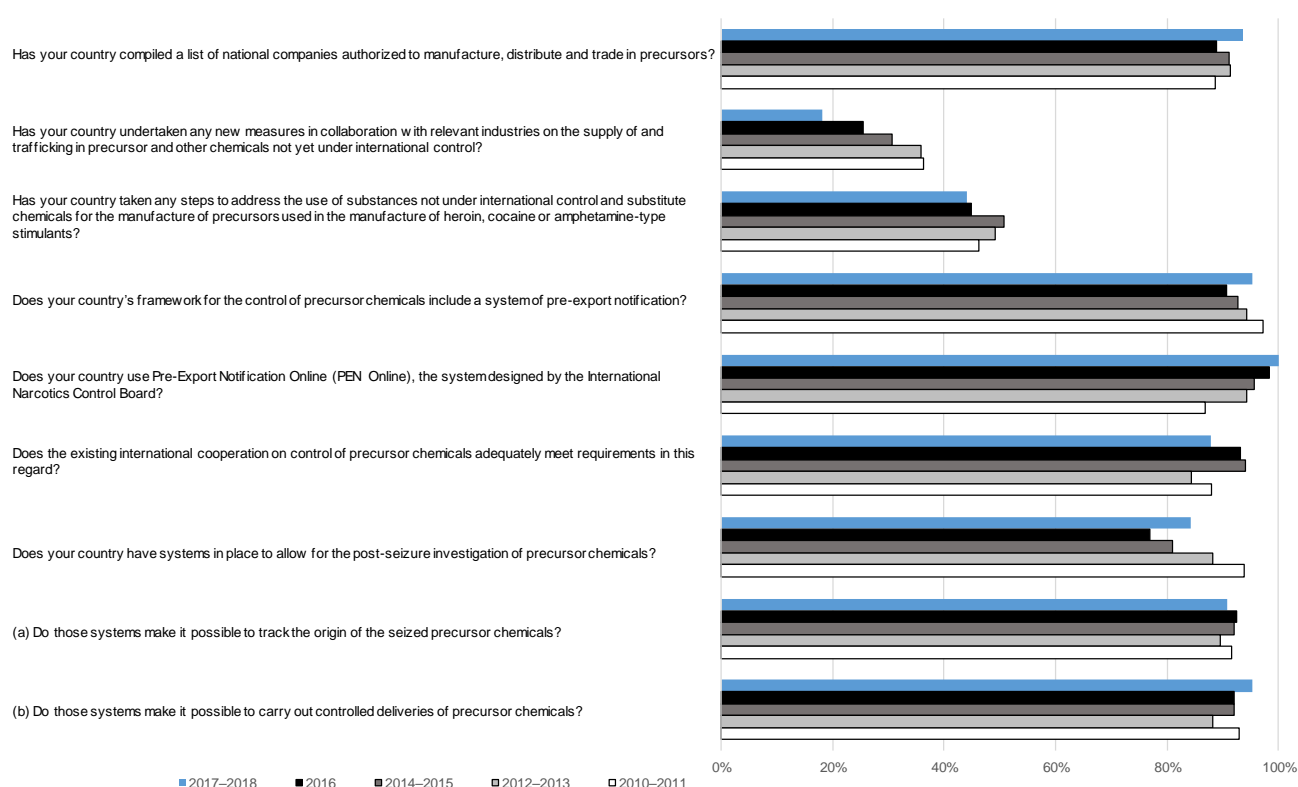 Has your country compiled a list of national companies authorized to manufacture, distribute and trade in precursors?
Has your country undertaken any new measures in collaboration with relevant industries on the supply of and
trafficking in precursor and other chemicals not yet under international control?
Has your country taken any steps to address the use of substances not under international control and substitute
chemicals for the manufacture of precursors used in the manufacture of heroin, cocaine or amphetamine-type
stimulants?
Does your country’s framework for the control of precursor chemicals include a system of pre-export notification?
Does your country use Pre-Export Notification Online (PEN Online), the system designed by the International
Narcotics Control Board?
Does the existing international cooperation on control of precursor chemicals adequately meet requirements in this
regard?
Does your country have systems in place to allow for the post-seizure investigation of precursor chemicals?
(a) Do those systems make it possible to track the origin of the seized precursor chemicals?
(b) Do those systems make it possible to carry out controlled deliveries of precursor chemicals?
0% 20% 40% 60% 80% 100%
2017–2018 2016 2014–2015 2012–2013 2010–2011